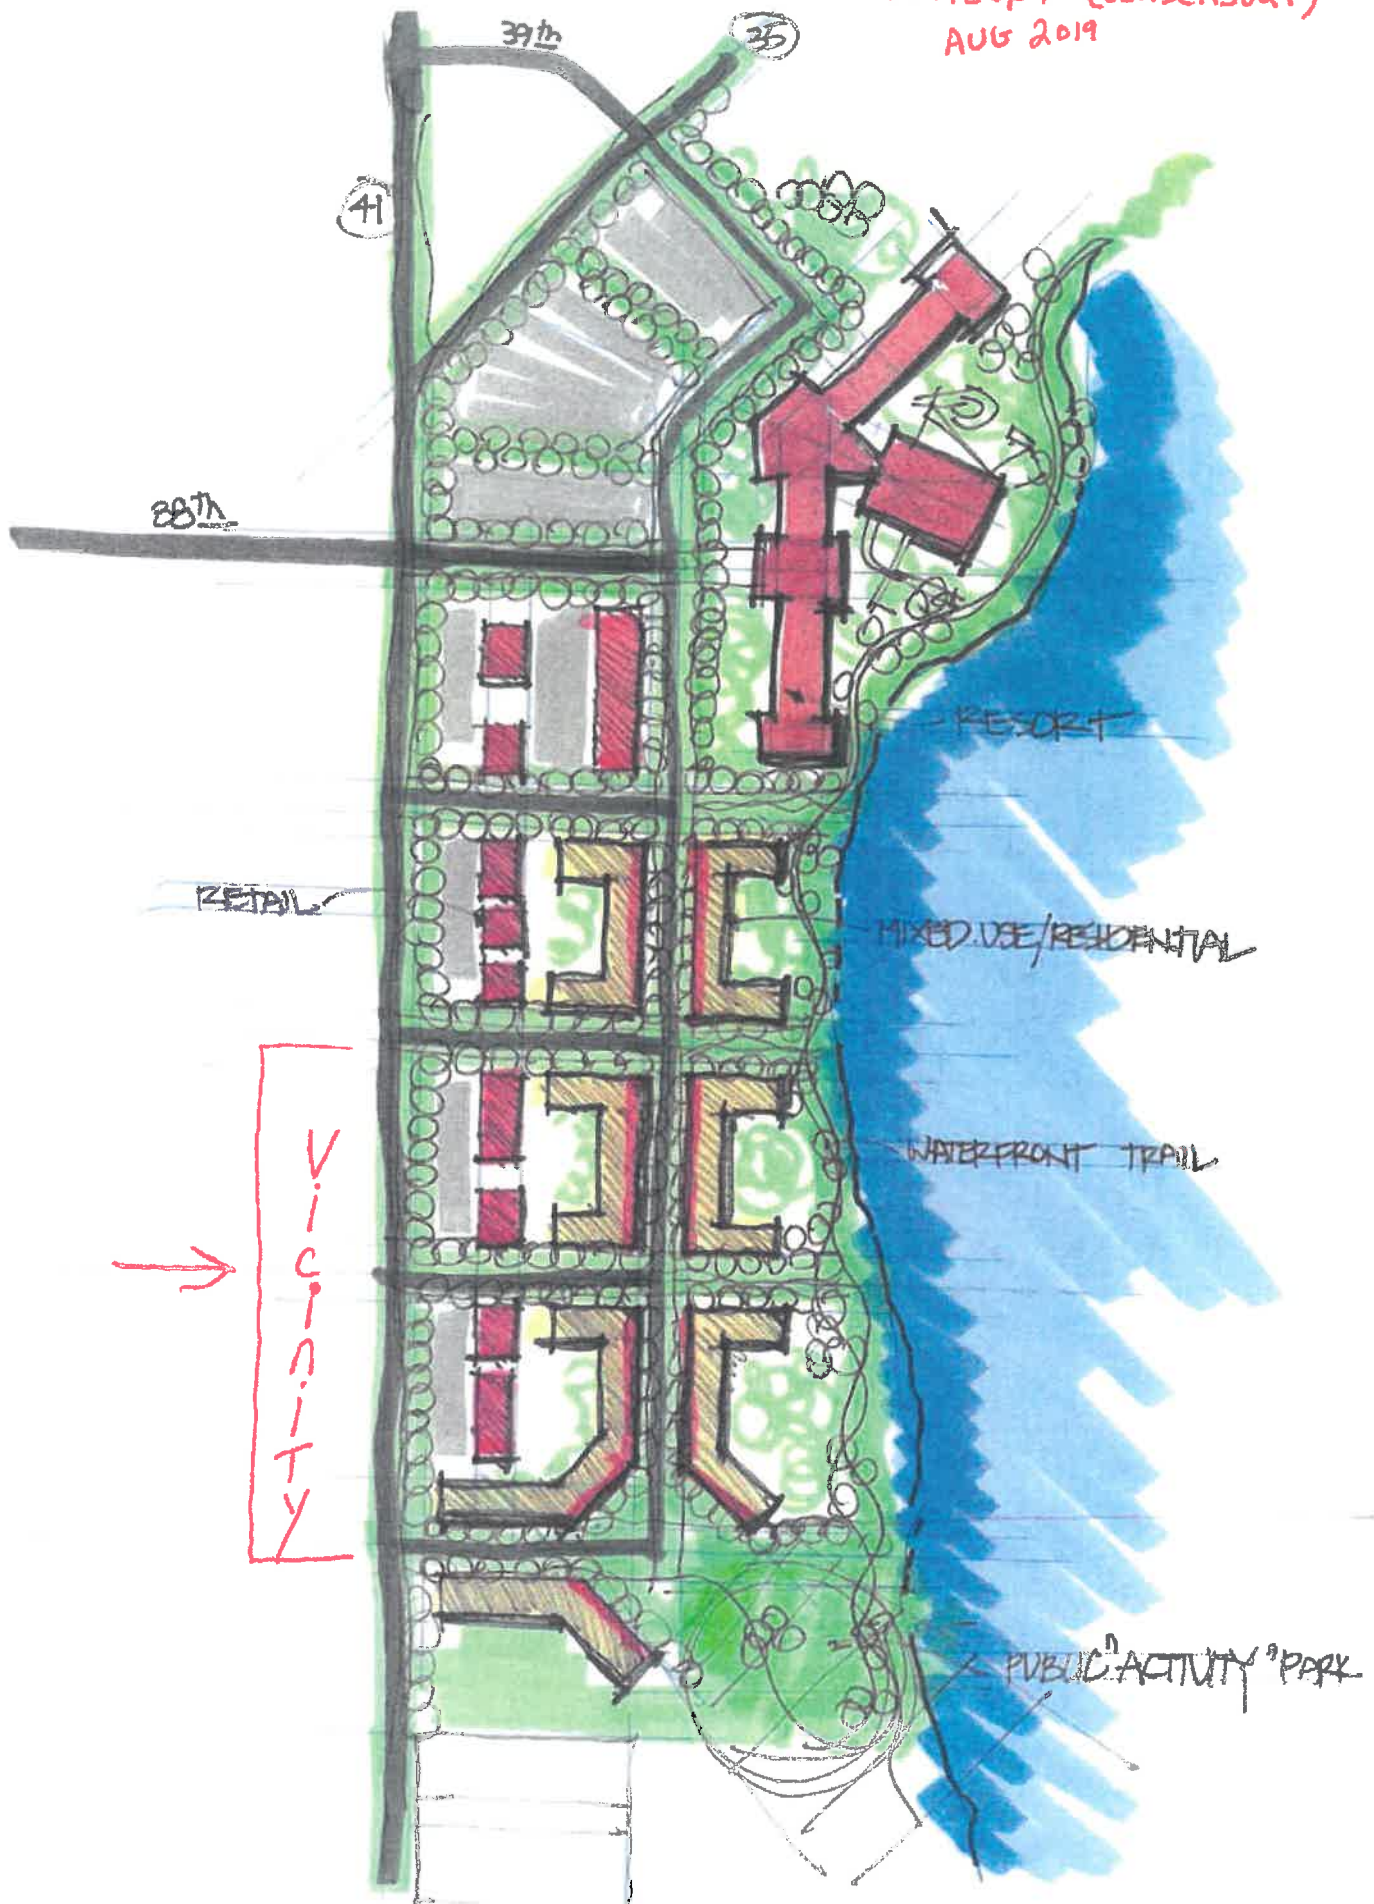 AUG 2019
39th
35
41
88th
RESORT
RETAIL
MIXED.USE/RESIDENTIAL
WATERFRONT TRAIL
VICINITY
PUBLIC "ACTIVITY" PARK